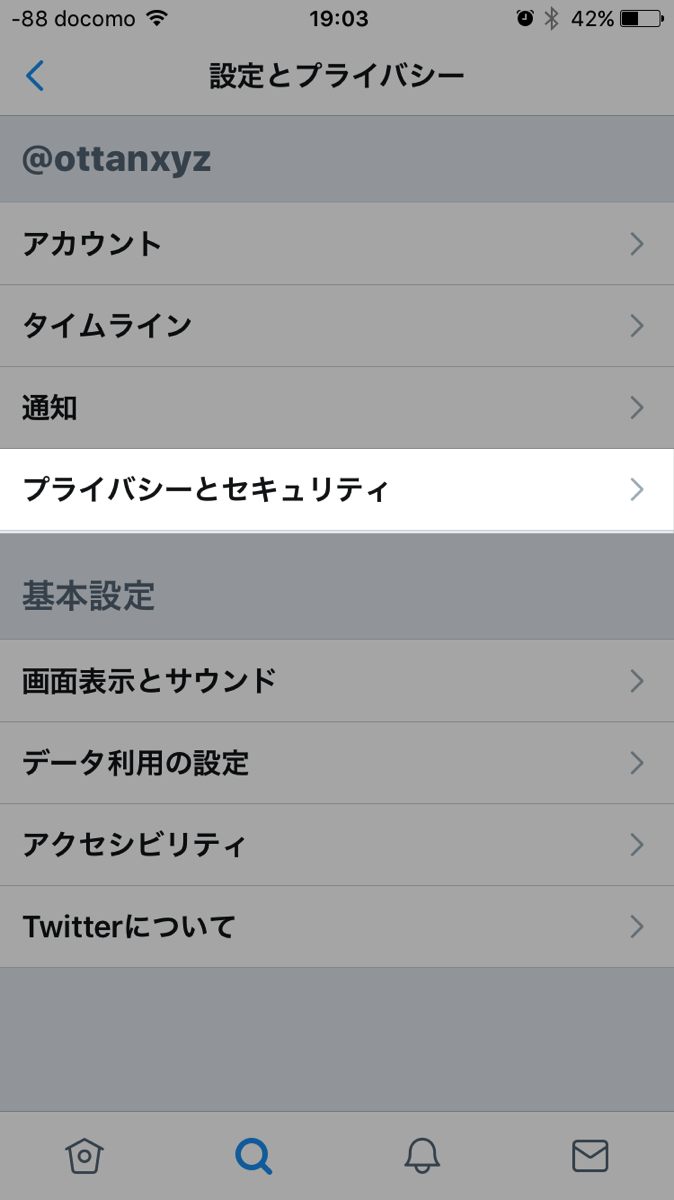 -88 docomo 19:03 42%
設定とプライバシー
@ottanxyz
アカウント
タイムライン
通知
プライバシーとセキュリティ
基本設定
画面表示とサウンド
データ利用の設定
アクセシビリティ
Twitterについて